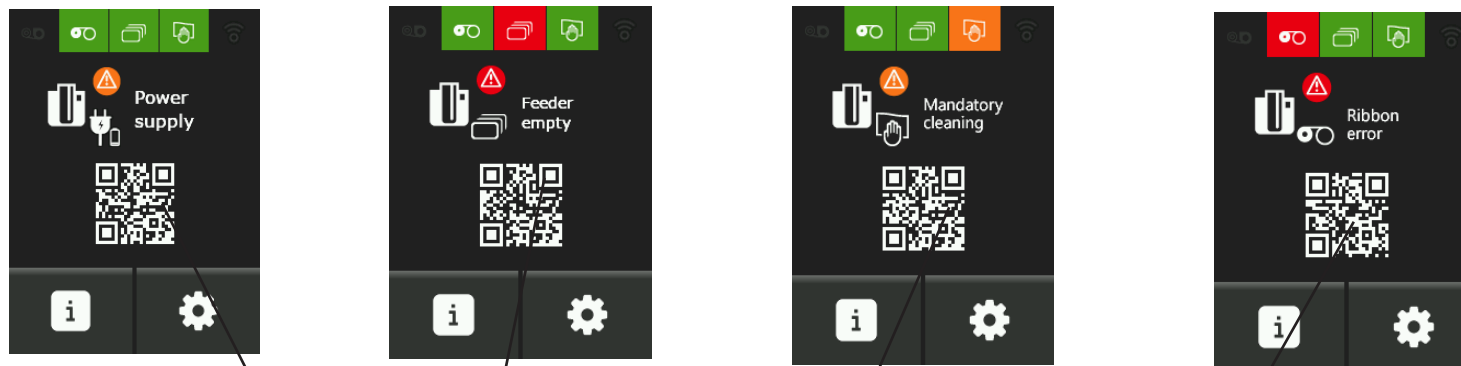 Power
supply
Feeder
empty
Mandatory
cleaning
Ribbon
error
i
i
i
i